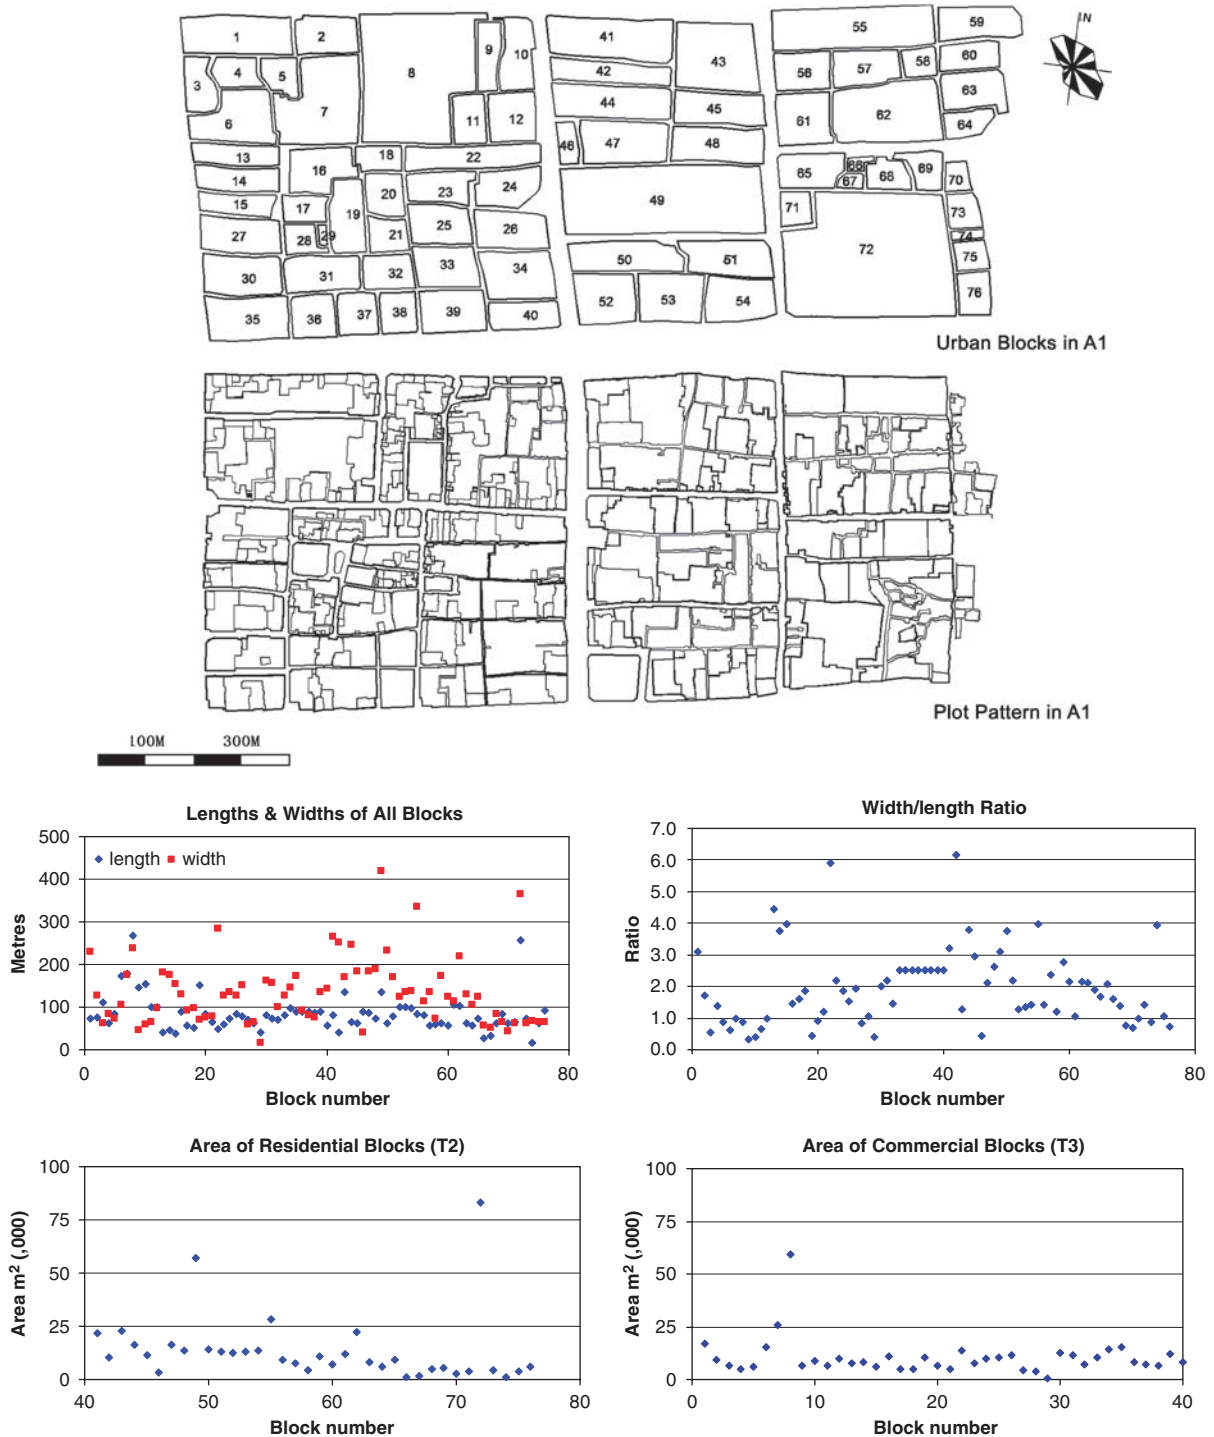 1 2 8 9 10 41 43 55 59 IN
3 4 5 7 42 56 57 58 60
6 11 12 44 45 61 62 63 64
13 16 18 22 46 47 48 65 66 67 68 69 70
14 17 19 20 23 24 49 71 72 73
15 28 29 21 25 26 74
27 31 32 33 34 50 51 75
30 36 37 38 39 40 52 53 54 76
35
Urban Blocks in A1
Plot Pattern in A1
100M 300M
Lengths & Widths of All Blocks
500
400
300
200
100
0
length width
Metres
0 20 40 60 80
Block number
Width/length Ratio
7.0
6.0
5.0
4.0
3.0
2.0
1.0
0.0
Ratio
0 20 40 60 80
Block number
Area of Residential Blocks (T2)
100
75
50
25
0
Area m² (,000)
40 50 60 70 80
Block number
Area of Commercial Blocks (T3)
100
75
50
25
0
Area m² (,000)
0 10 20 30 40
Block number